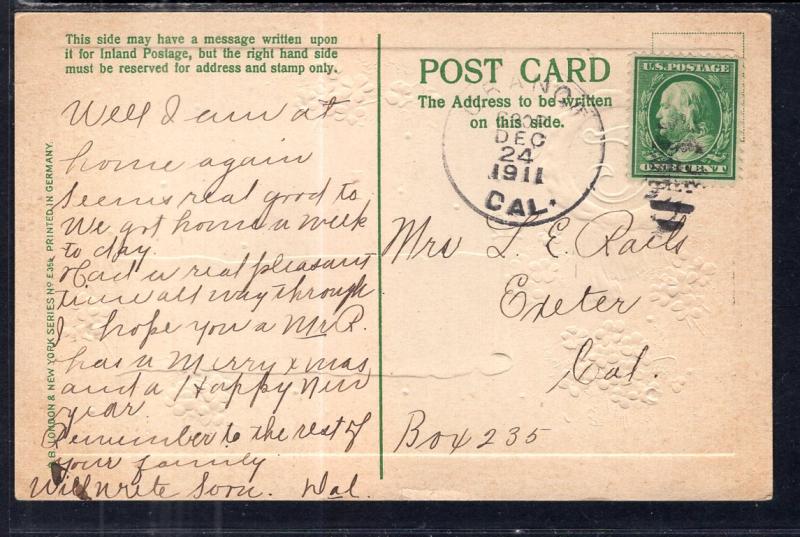 This side may have a message written upon
it for Inland Postage, but the right hand side
must be reserved for address and stamp only.
Well I am at
home again
Seems real good to
We got home a week
to day.
Had a real pleasant
time all way through
I hope you a Mr R.
has a Merry xmas
and a Happy New
year
Remember to the rest of
your family
Will write soon.
B. LONDON & NEW YORK SERIES No E354 PRINTED IN GERMANY.
POST CARD
The Address to be written
on this side.
ORANGE
DEC
24
1911
CAL.
U.S. POSTAGE
ONE CENT
Mrs L E Rails
Exeter
Cal.
Box 235